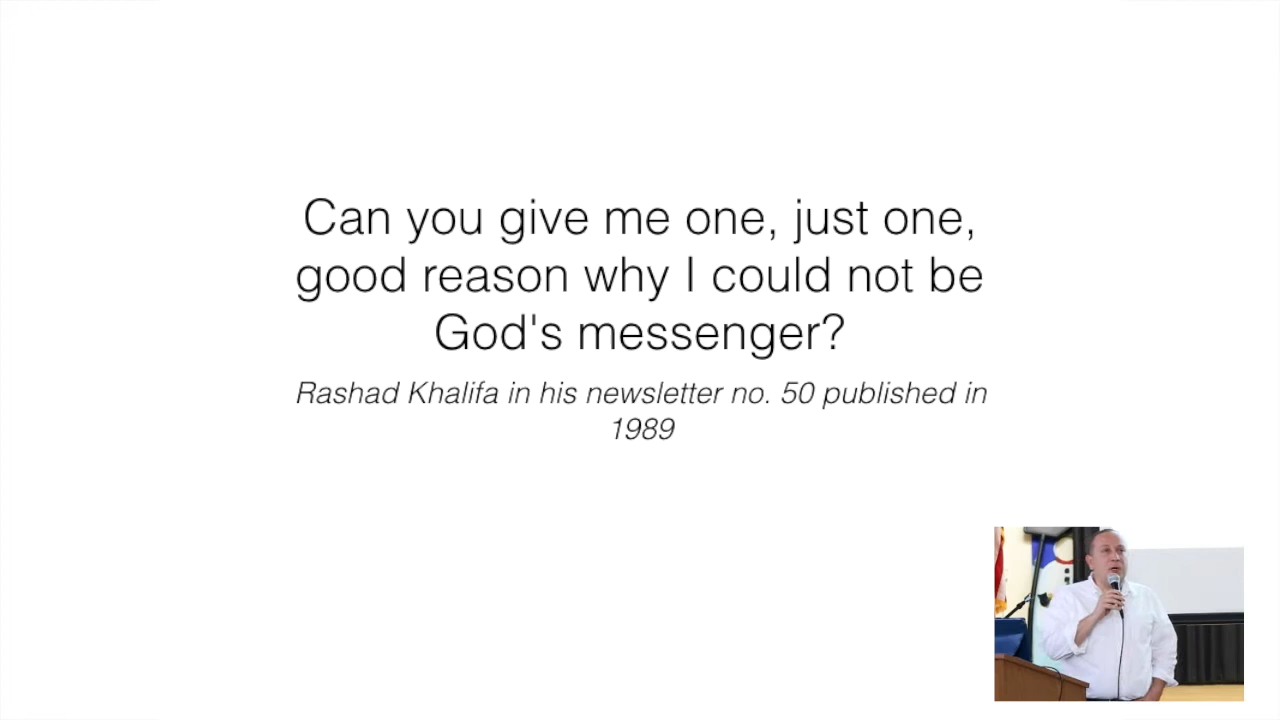 Can you give me one, just one,
good reason why I could not be
God's messenger?
Rashad Khalifa in his newsletter no. 50 published in
1989